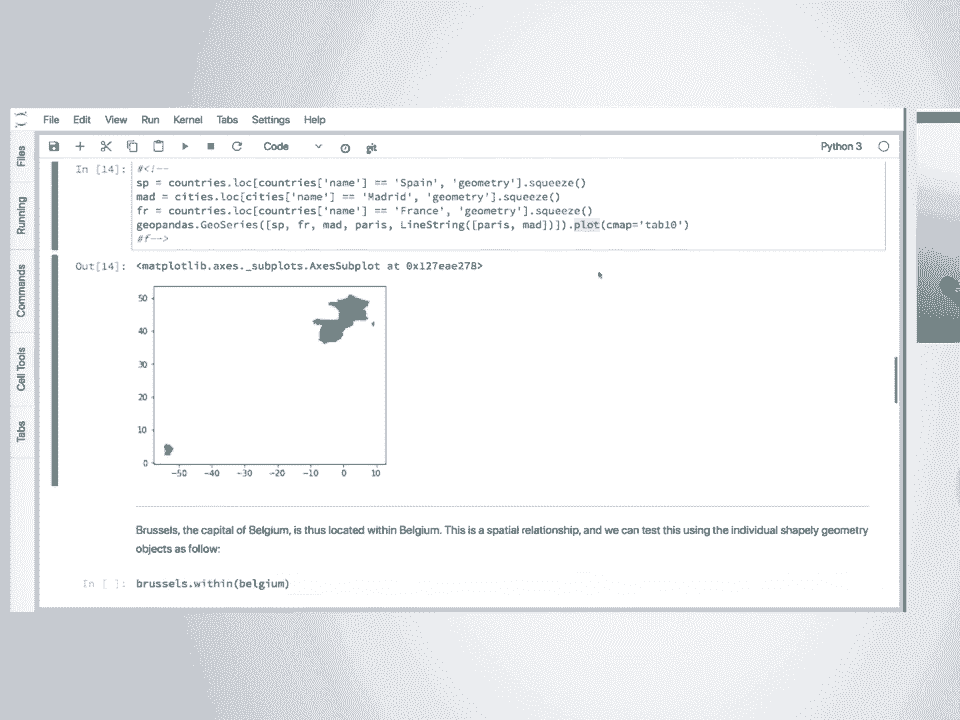 File Edit View Run Kernel Tabs Settings Help
Code git Python 3
Files
Running
Commands
Cell Tools
Tabs
In [14]: #<!--
sp = countries.loc[countries['name'] == 'Spain', 'geometry'].squeeze()
mad = cities.loc[cities['name'] == 'Madrid', 'geometry'].squeeze()
fr = countries.loc[countries['name'] == 'France', 'geometry'].squeeze()
geopandas.GeoSeries([sp, fr, mad, paris, LineString([paris, mad])]).plot(cmap='tab10')
#f-->
Out[14]: <matplotlib.axes._subplots.AxesSubplot at 0x127eae278>
50
40
30
20
10
0
-50 -40 -30 -20 -10 0 10
Brussels, the capital of Belgium, is thus located within Belgium. This is a spatial relationship, and we can test this using the individual shapely geometry
objects as follow:
In [ ]: brussels.within(belgium)